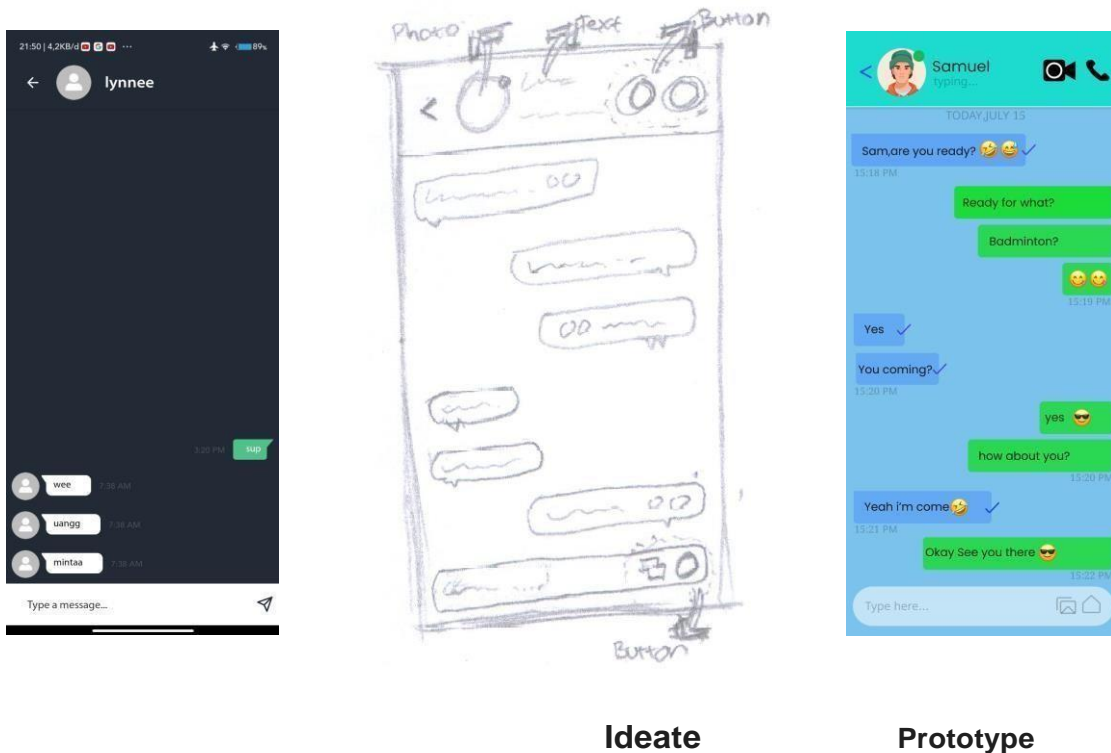 21:50 | 4,2KB/d ... 89%
lynnee
3:20 PM sup
wee 7:38 AM
uangg 7:38 AM
mintaa 7:38 AM
Type a message...
Photo Text Button
Button
Samuel
typing...
TODAY,JULY 15
Sam,are you ready? 🤣 😅
15:18 PM
Ready for what?
Badminton?
😋 😋
15:19 PM
Yes
You coming?
15:20 PM
yes 😎
how about you?
15:20 PM
Yeah i'm come🤣
15:21 PM
Okay See you there 😎
15:22 PM
Type here...
Ideate Prototype